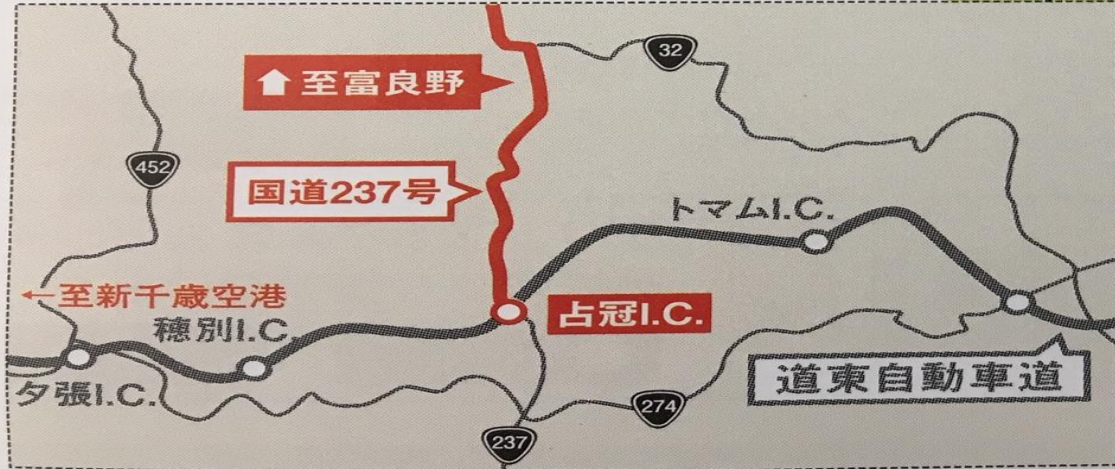 32
↑至富良野
452
国道237号
トマムI.C.
←至新千歳空港
占冠I.C.
穂別I.C.
道東自動車道
夕張I.C.
274
237